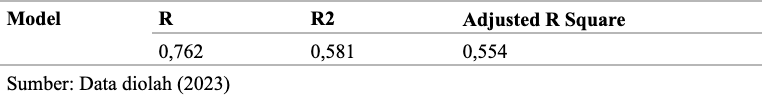 Model R R2 Adjusted R Square
0,762 0,581 0,554
Sumber: Data diolah (2023)